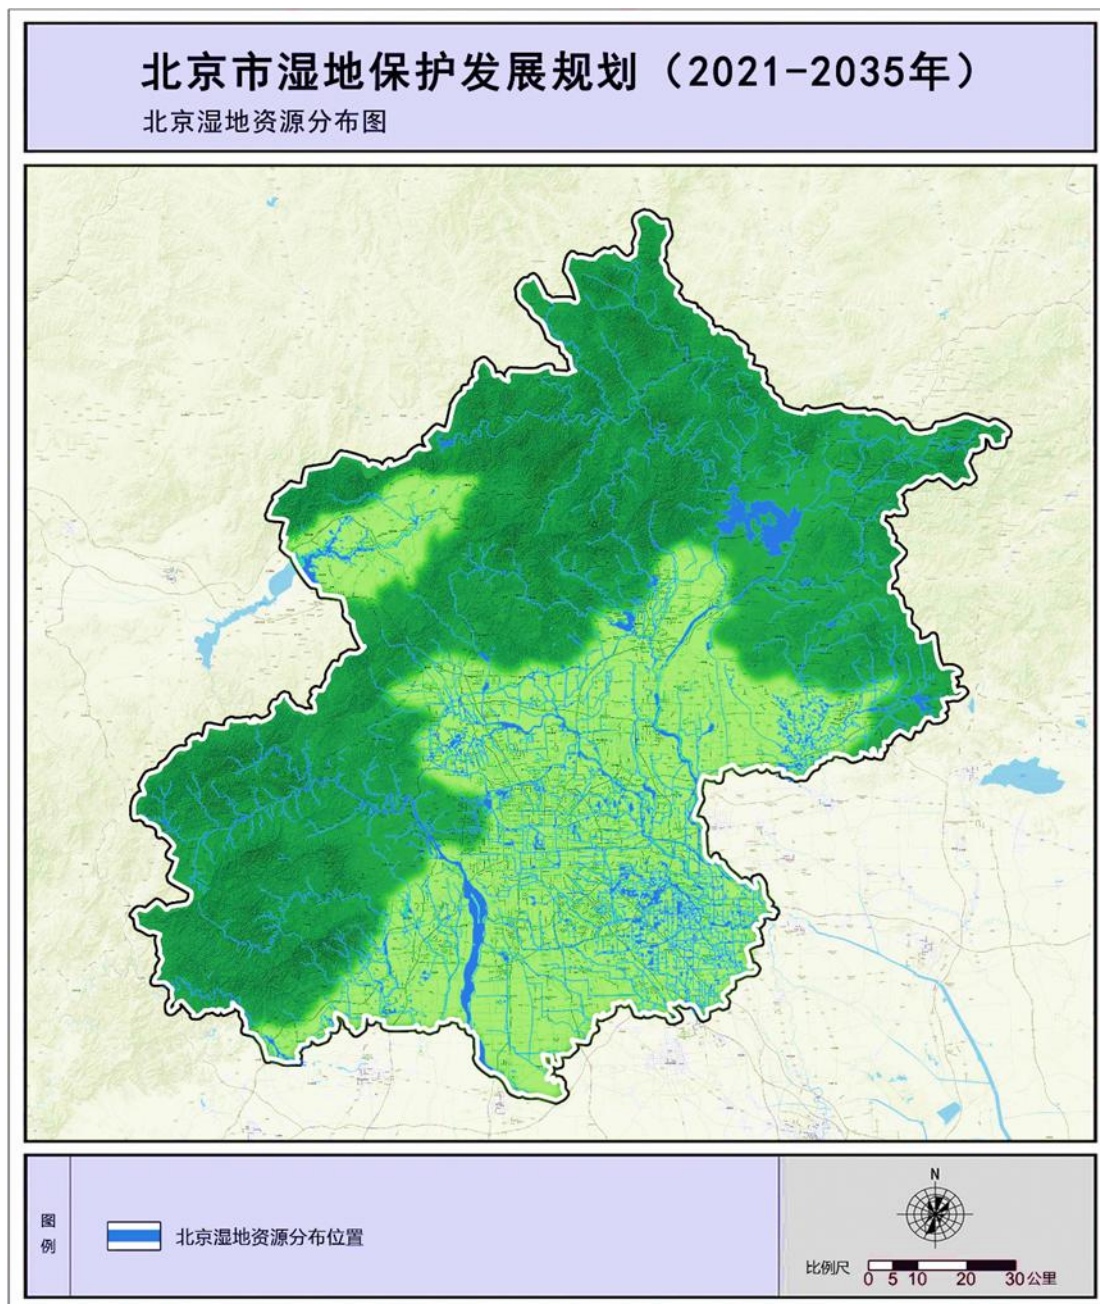 北京市湿地保护发展规划（2021-2035年）
北京湿地资源分布图
图例
北京湿地资源分布位置
N
比例尺 0 5 10 20 30公里